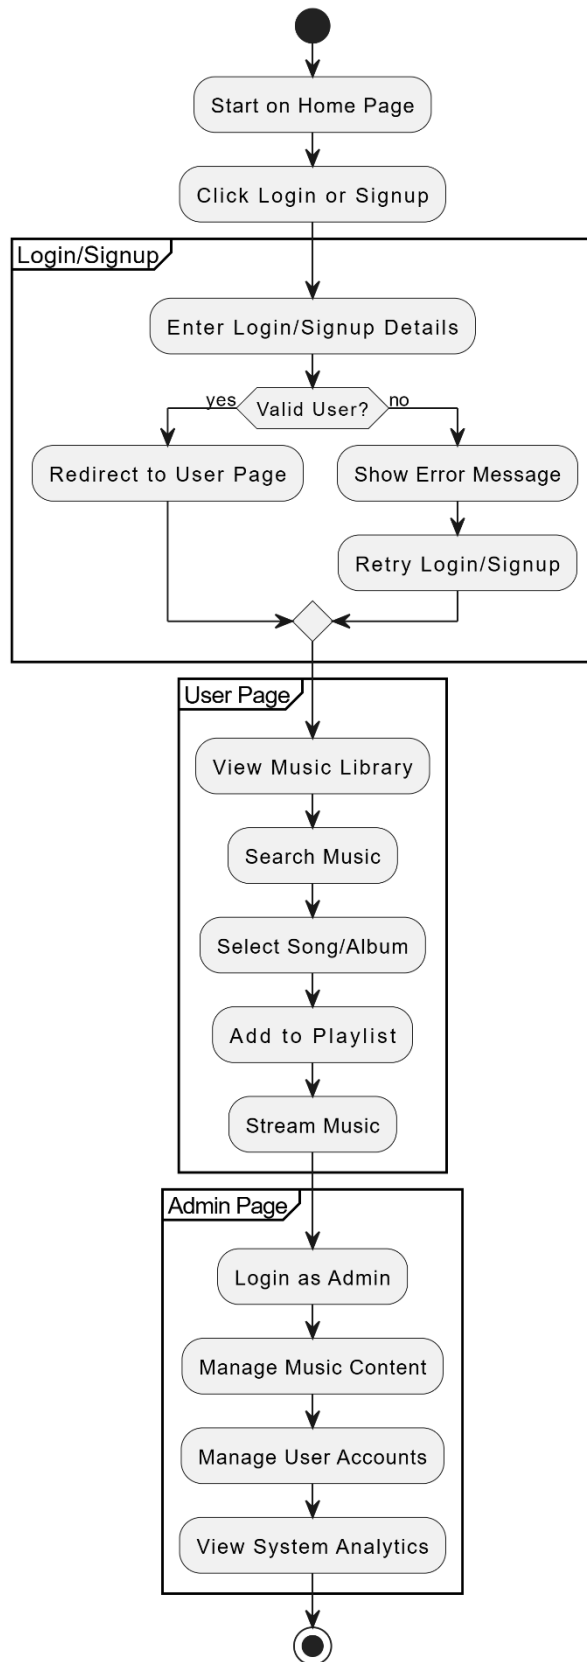 Start on Home Page
Click Login or Signup
Login/Signup
Enter Login/Signup Details
yes
Valid User?
no
Redirect to User Page
Show Error Message
Retry Login/Signup
User Page
View Music Library
Search Music
Select Song/Album
Add to Playlist
Stream Music
Admin Page
Login as Admin
Manage Music Content
Manage User Accounts
View System Analytics